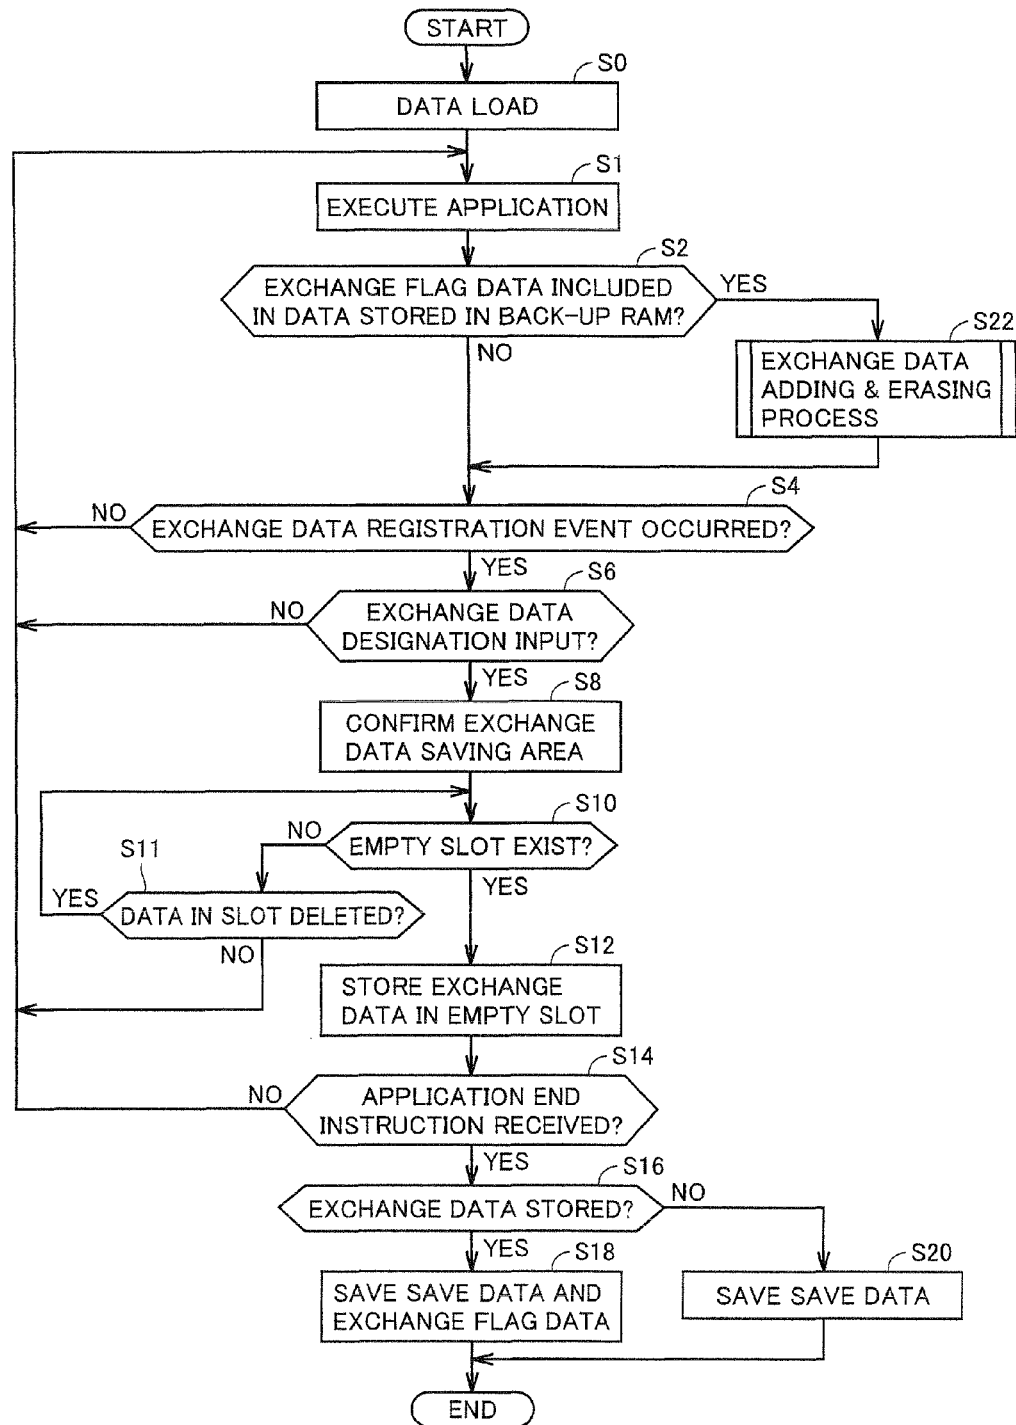 START
S0
DATA LOAD
S1
EXECUTE APPLICATION
S2
EXCHANGE FLAG DATA INCLUDED
IN DATA STORED IN BACK-UP RAM?
YES
NO
S22
EXCHANGE DATA
ADDING & ERASING
PROCESS
S4
NO
EXCHANGE DATA REGISTRATION EVENT OCCURRED?
YES
S6
NO
EXCHANGE DATA
DESIGNATION INPUT?
YES
S8
CONFIRM EXCHANGE
DATA SAVING AREA
S10
NO
EMPTY SLOT EXIST?
YES
S11
YES
DATA IN SLOT DELETED?
NO
S12
STORE EXCHANGE
DATA IN EMPTY SLOT
S14
NO
APPLICATION END
INSTRUCTION RECEIVED?
YES
S16
EXCHANGE DATA STORED?
NO
YES
S18
SAVE SAVE DATA AND
EXCHANGE FLAG DATA
S20
SAVE SAVE DATA
END